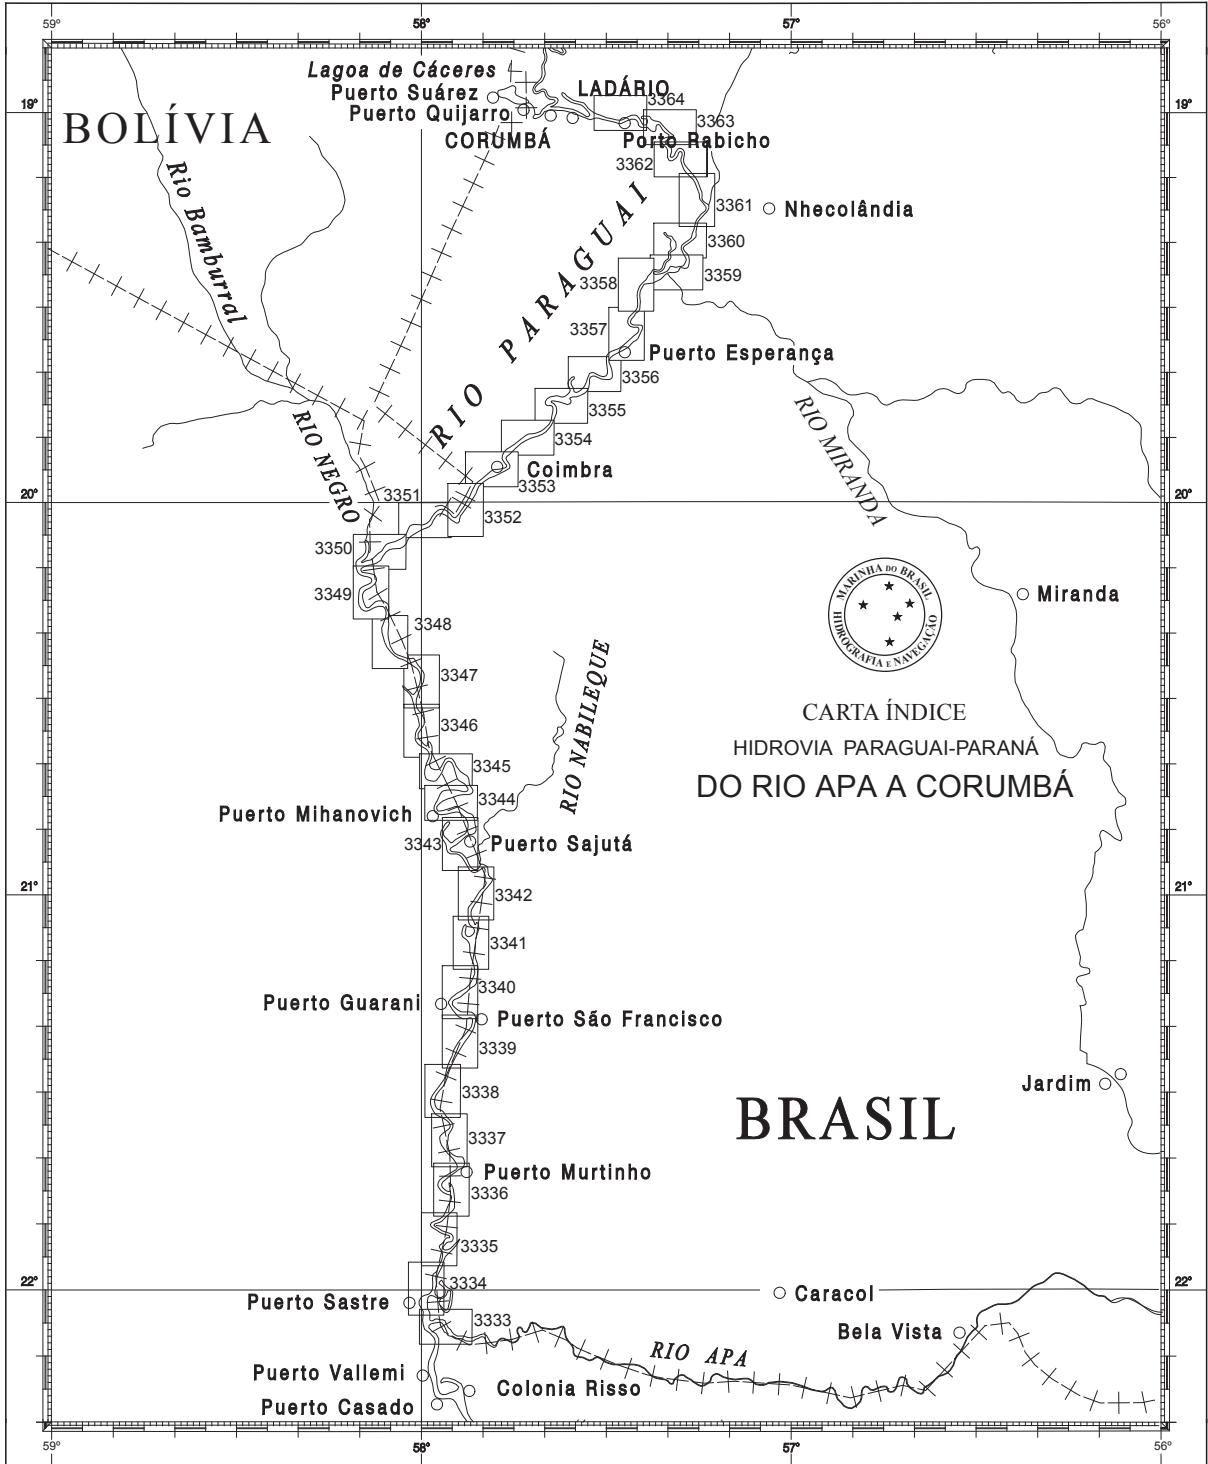 59°
58°
57°
56°
Lagoa de Cáceres
Puerto Suárez
LADÁRIO
3364
19°
19°
Puerto Quijarro
3363
BOLÍVIA
CORUMBÁ
Porto Rabicho
3362
Rio Bamburral
3361
Nhecolândia
RIO PARAGUAI
3360
3359
3358
3357
Puerto Esperança
3356
3355
RIO MIRANDA
RIO NEGRO
3354
Coimbra
3353
20°
3351
20°
3352
3350
MARINHA DO BRASIL
HIDROGRAFIA E NAVEGAÇÃO
3349
Miranda
3348
3347
RIO NABILEQUE
CARTA ÍNDICE
3346
HIDROVIA PARAGUAI-PARANÁ
3345
DO RIO APA A CORUMBÁ
3344
Puerto Mihanovich
3343
Puerto Sajutá
21°
21°
3342
3341
3340
Puerto Guarani
Puerto São Francisco
3339
Jardim
3338
BRASIL
3337
Puerto Murtinho
3336
3335
22°
22°
3334
Caracol
Puerto Sastre
3333
Bela Vista
RIO APA
Puerto Vallemi
Colonia Risso
Puerto Casado
59°
58°
57°
56°